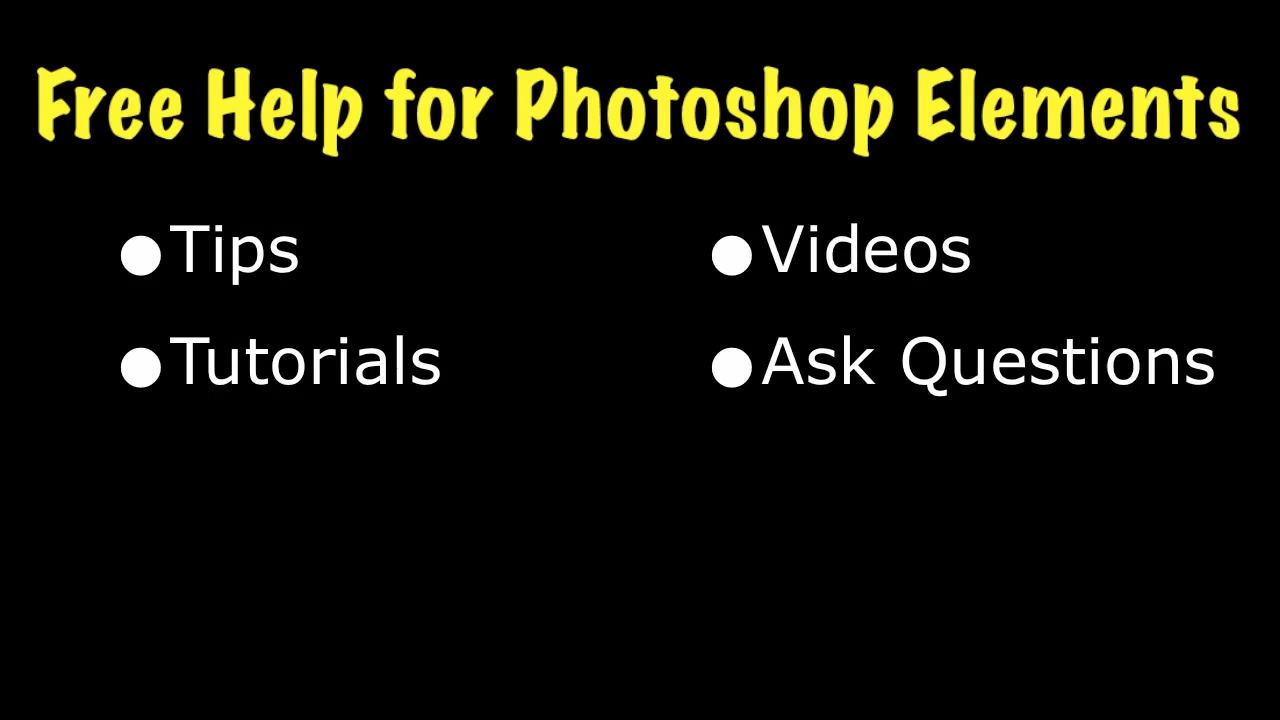 Free Help for Photoshop Elements
●Tips
●Tutorials
●Videos
●Ask Questions